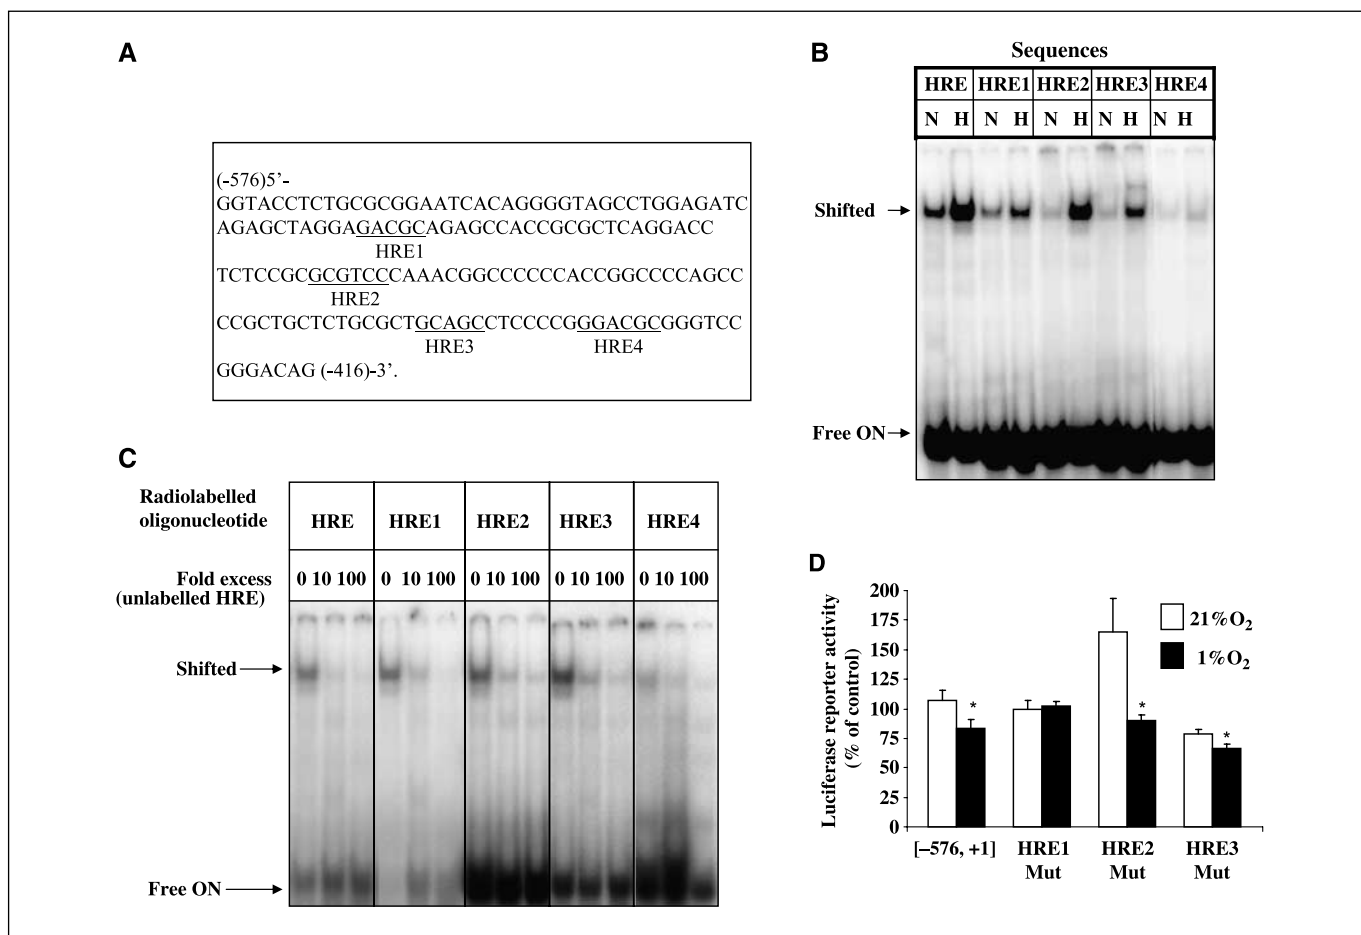 A
(-576)5’-
GGTACCTCTGCGCGGAATCACAGGGGTAGCCTGGAGATC
AGAGCTAGGAGACGCAGAGCCACCGCGCTCAGGACC
HRE1
TCTCCGCGCGTCCCAAACGGCCCCCCACCGGCCCCAGCC
HRE2
CCGCTGCTCTGCGCTGCAGCCTCCCCGGGACGCGGGTCC
HRE3 HRE4
GGGACAG (-416)-3’.
B
Sequences
HRE HRE1 HRE2 HRE3 HRE4
N H N H N H N H N H
Shifted
Free ON
C
Radiolabelled
oligonucleotide
HRE HRE1 HRE2 HRE3 HRE4
Fold excess
(unlabelled HRE)
0 10 100 0 10 100 0 10 100 0 10 100 0 10 100
Shifted
Free ON
D
Luciferase reporter activity
(% of control)
200
175
150
125
100
75
50
25
0
21%O₂
1%O₂
* * *
[−576, +1] HRE1 HRE2 HRE3
Mut Mut Mut